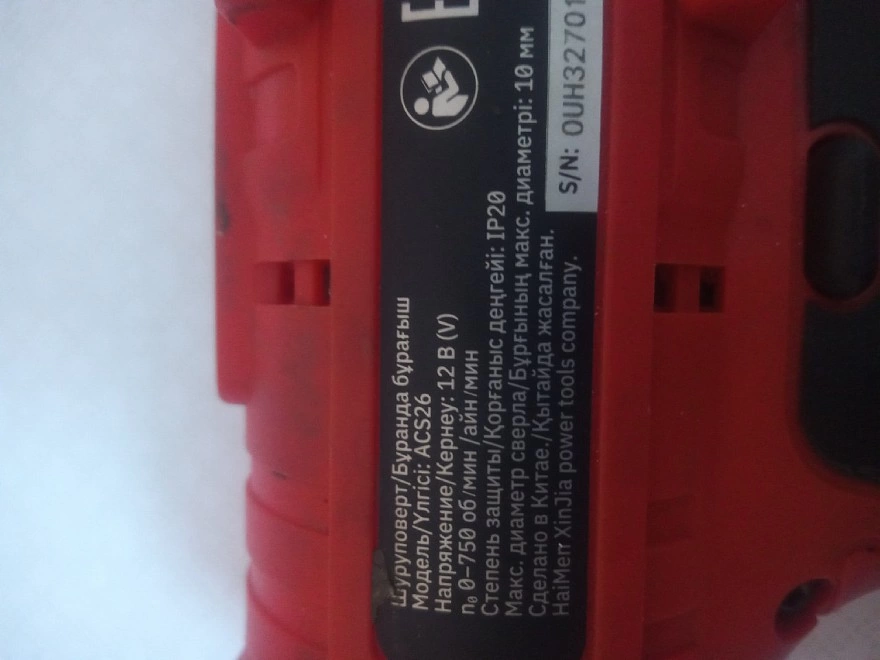 Шуруповерт/Бұранда бұрағыш
Модель/Үлгісі: ACS26
Напряжение/Кернеу: 12 В (V)
n₀ 0-750 об/мин /айн/мин
Степень защиты/Қорғаныс деңгейі: IP20
Макс. диаметр сверла/Бұрғының макс. диаметрі: 10 мм
Сделано в Китае./Қытайда жасалған.
HaiMen XinJia power tools company.
S/N: 0UH32701